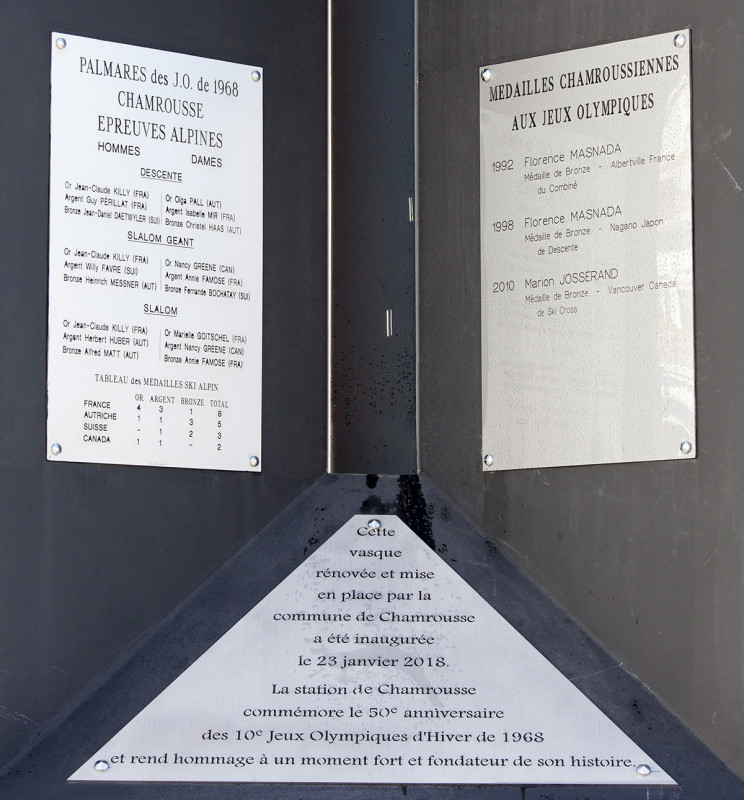 PALMARES des J.O. de 1968
CHAMROUSSE
EPREUVES ALPINES
HOMMES DAMES
DESCENTE
Or Jean-Claude KILLY (FRA)
Argent Guy PÉRILLAT (FRA)
Bronze Jean-Daniel DAETWYLER (SUI)
Or Olga PALL (AUT)
Argent Isabelle MIR (FRA)
Bronze Christel HAAS (AUT)
SLALOM GEANT
Or Jean-Claude KILLY (FRA)
Argent Willy FAVRE (SUI)
Bronze Heinrich MESSNER (AUT)
Or Nancy GREENE (CAN)
Argent Annie FAMOSE (FRA)
Bronze Fernande BOCHATAY (SUI)
SLALOM
Or Jean-Claude KILLY (FRA)
Argent Herbert HUBER (AUT)
Bronze Alfred MATT (AUT)
Or Marielle GOITSCHEL (FRA)
Argent Nancy GREENE (CAN)
Bronze Annie FAMOSE (FRA)
TABLEAU des MEDAILLES SKI ALPIN
OR ARGENT BRONZE TOTAL
FRANCE 4 3 1 8
AUTRICHE 1 1 3 5
SUISSE - 1 2 3
CANADA 1 1 - 2
MEDAILLES CHAMROUSSIENNES
AUX JEUX OLYMPIQUES
1992 Florence MASNADA
Médaille de Bronze - Albertville France
du Combiné
1998 Florence MASNADA
Médaille de Bronze - Nagano Japon
de Descente
2010 Marion JOSSERAND
Médaille de Bronze - Vancouver Canada
de Ski Cross
Cette
vasque
rénovée et mise
en place par la
commune de Chamrousse
a été inaugurée
le 23 janvier 2018.
La station de Chamrousse
commémore le 50e anniversaire
des 10e Jeux Olympiques d'Hiver de 1968
et rend hommage à un moment fort et fondateur de son histoire.